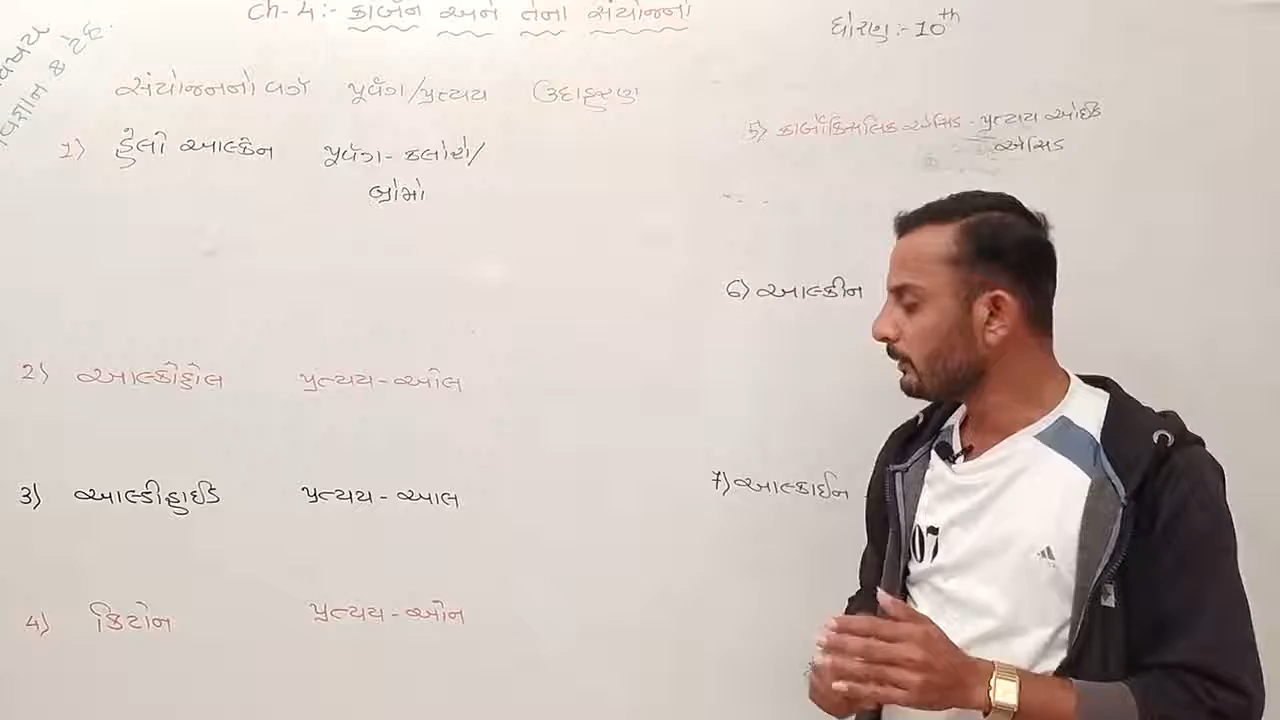 Ch-4:- કાર્બન અને તેના સંયોજનો
ધોરણ:- 10th
વિજ્ઞાન & ટેક.
સંયોજનનો વર્ગ પૂર્વગ/પ્રત્યય ઉદાહરણ
1) હેલો આલ્કેન પૂર્વગ- ક્લોરો/
બ્રોમો
2) આલ્કોહોલ પ્રત્યય-ઓલ
3) આલ્ડીહાઈડ પ્રત્યય - આલ
4) કિટોન પ્રત્યય - ઓન
5) કાર્બોક્સિલિક એસિડ - પ્રત્યય ઓઈક
એસિડ
6) આલ્કીન
7) આલ્કાઈન
07